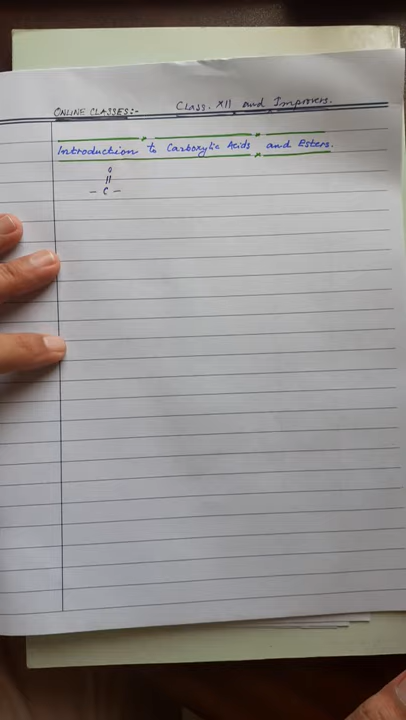 ONLINE CLASSES:- Class. XII and Improvers.
Introduction to Carboxylic Acids and Esters.
O
||
– C –